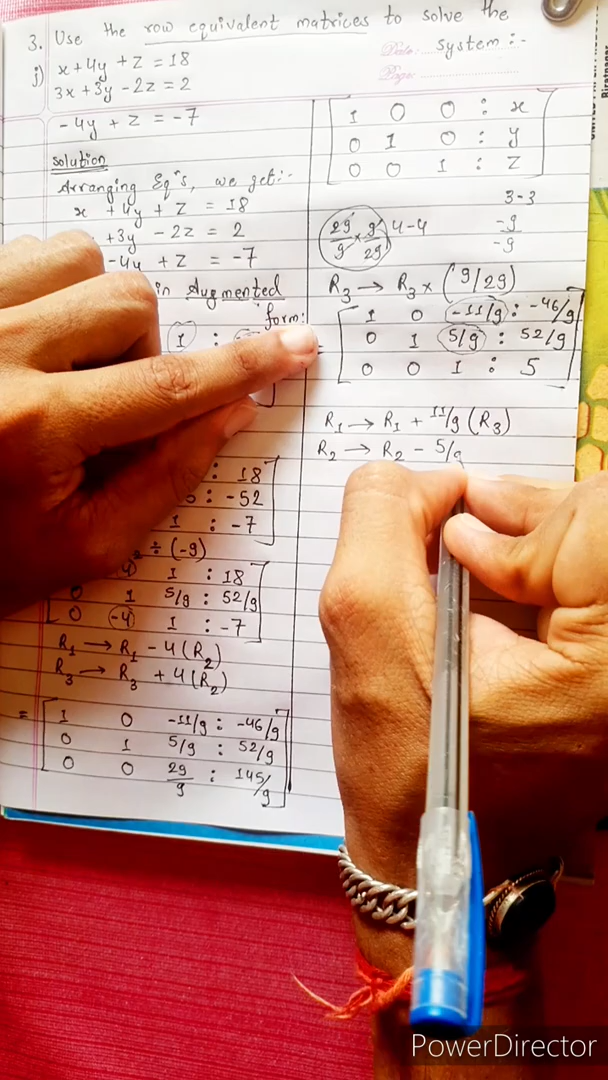 3. Use the row equivalent matrices to solve the
system:-
Date:
Page:
i) x+4y+z=18
3x+3y-2z=2
-4y+z=-7
solution
Arranging Eqⁿs, we get:-
x+4y+z=18
+3y-2z=2
-4y+z=-7
in Augmented
form:
1 :
: 18
: -52
1 : -7
÷(-9)
1 : 18
0 1 5/9 : 52/9
0 -4 1 : -7
R₁→R₁-4(R₂)
R₃→R₃+4(R₂)
= [1 0 -11/9 : -46/9
0 1 5/9 : 52/9
0 0 29/9 : 145/9]
[1 0 0 : x
0 1 0 : y
0 0 1 : z]
3-3
29/9 × 9/29 4-4 -9
-9
R₃→R₃×(9/29)
= [1 0 -11/9 : -46/9
0 1 5/9 : 52/9
0 0 1 : 5]
R₁→R₁+11/9(R₃)
R₂→R₂-5/9
Biratnagar
PowerDirector